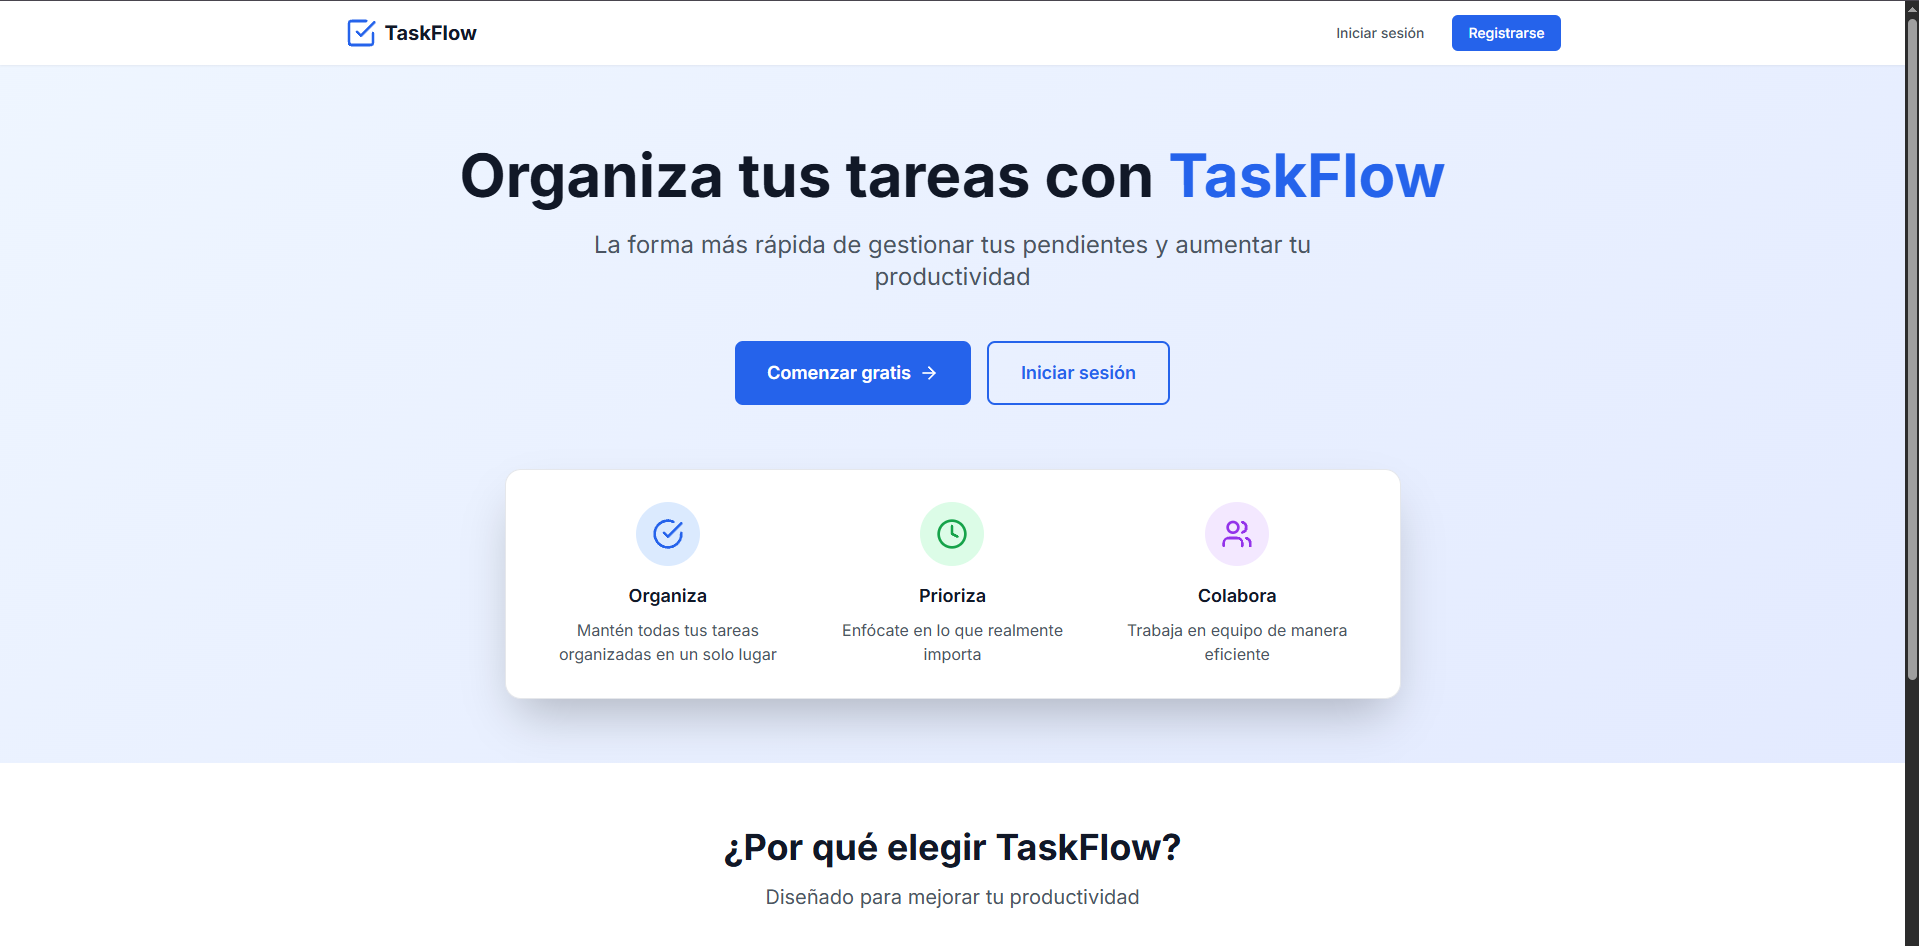 TaskFlow
Iniciar sesión
Registrarse
Organiza tus tareas con TaskFlow
La forma más rápida de gestionar tus pendientes y aumentar tu
productividad
Comenzar gratis
Iniciar sesión
Organiza
Mantén todas tus tareas
organizadas en un solo lugar
Prioriza
Enfócate en lo que realmente
importa
Colabora
Trabaja en equipo de manera
eficiente
¿Por qué elegir TaskFlow?
Diseñado para mejorar tu productividad